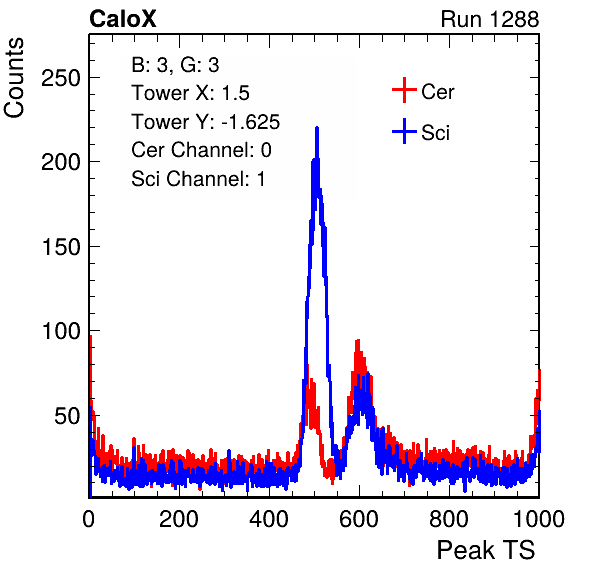 CaloX
Run 1288
Counts
B: 3, G: 3
Tower X: 1.5
Tower Y: -1.625
Cer Channel: 0
Sci Channel: 1
Cer
Sci
250
200
150
100
50
0
200
400
600
800
1000
Peak TS